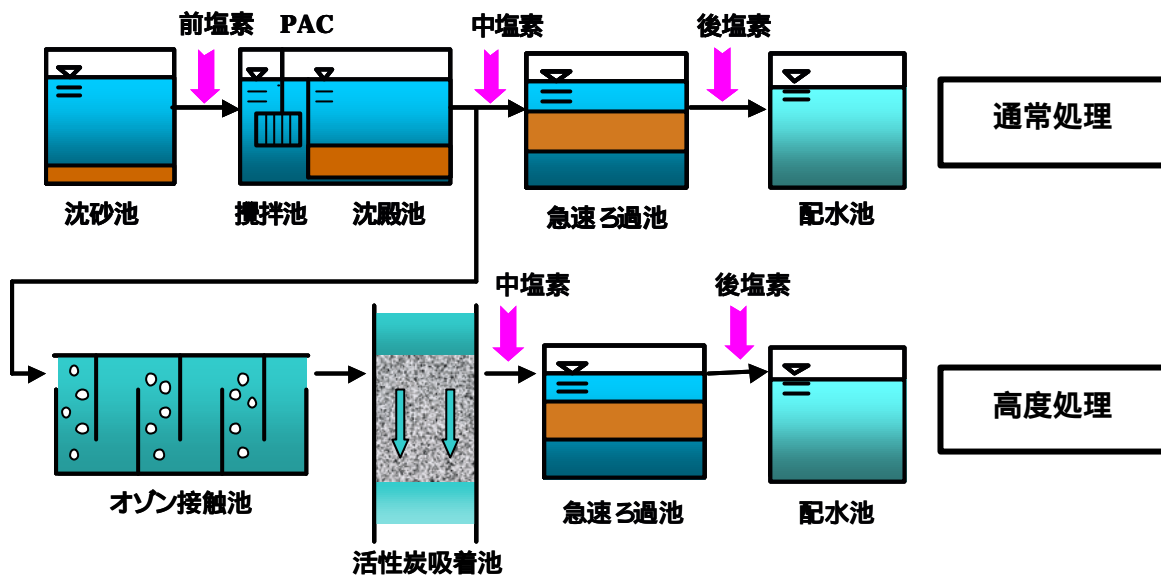 前塩素
PAC
中塩素
後塩素
通常処理
沈砂池
攪拌池
沈殿池
急速ろ過池
配水池
中塩素
後塩素
高度処理
オゾン接触池
活性炭吸着池
急速ろ過池
配水池